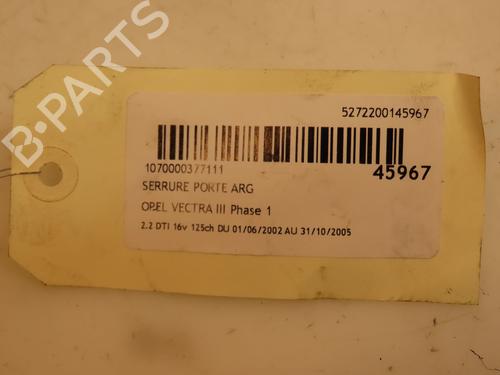 B-PARTS
5272200145967
1070000377111
45967
SERRURE PORTE ARG
OPEL VECTRA III Phase 1
2.2 DTI 16v 125ch DU 01/06/2002 AU 31/10/2005